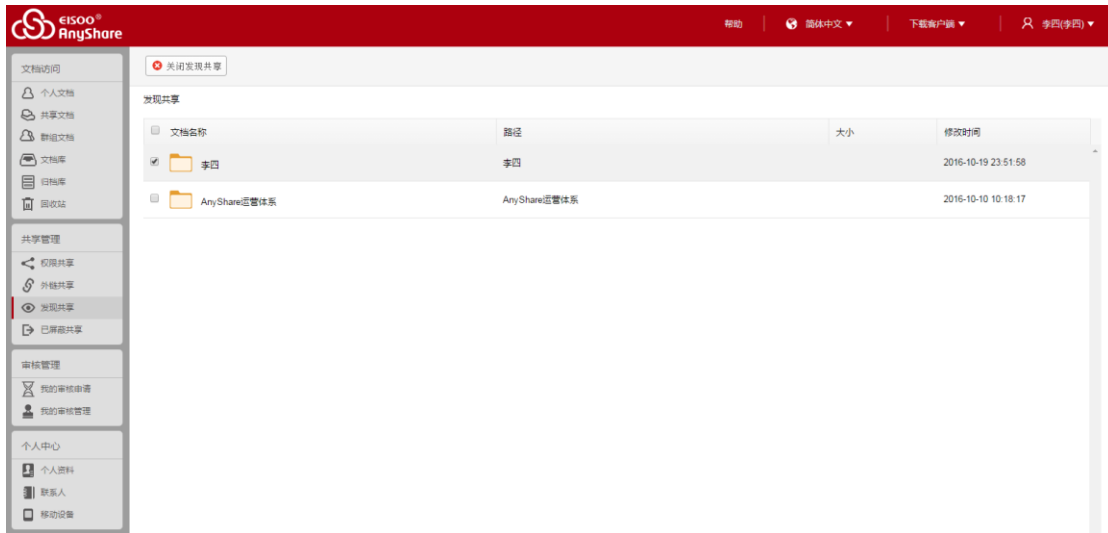 EISOO®
AnyShare
帮助 简体中文 ▼ 下载客户端 ▼ 李四(李四) ▼
文档访问
个人文档
共享文档
群组文档
文档库
归档库
回收站
共享管理
权限共享
外链共享
发现共享
已屏蔽共享
审核管理
我的审核申请
我的审核管理
个人中心
个人资料
联系人
移动设备
关闭发现共享
发现共享
文档名称 路径 大小 修改时间
李四 李四 2016-10-19 23:51:58
AnyShare运营体系 AnyShare运营体系 2016-10-10 10:18:17